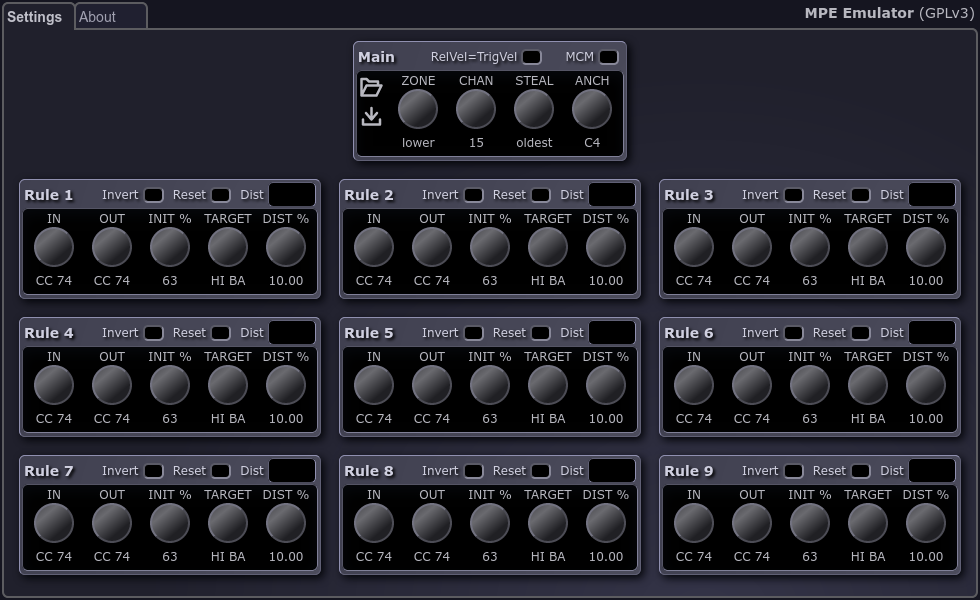 Settings About MPE Emulator (GPLv3)
Main RelVel=TrigVel MCM
ZONE CHAN STEAL ANCH
lower 15 oldest C4
Rule 1 Invert Reset Dist Rule 2 Invert Reset Dist Rule 3 Invert Reset Dist
IN OUT INIT % TARGET DIST % IN OUT INIT % TARGET DIST % IN OUT INIT % TARGET DIST %
CC 74 CC 74 63 HI BA 10.00 CC 74 CC 74 63 HI BA 10.00 CC 74 CC 74 63 HI BA 10.00
Rule 4 Invert Reset Dist Rule 5 Invert Reset Dist Rule 6 Invert Reset Dist
IN OUT INIT % TARGET DIST % IN OUT INIT % TARGET DIST % IN OUT INIT % TARGET DIST %
CC 74 CC 74 63 HI BA 10.00 CC 74 CC 74 63 HI BA 10.00 CC 74 CC 74 63 HI BA 10.00
Rule 7 Invert Reset Dist Rule 8 Invert Reset Dist Rule 9 Invert Reset Dist
IN OUT INIT % TARGET DIST % IN OUT INIT % TARGET DIST % IN OUT INIT % TARGET DIST %
CC 74 CC 74 63 HI BA 10.00 CC 74 CC 74 63 HI BA 10.00 CC 74 CC 74 63 HI BA 10.00